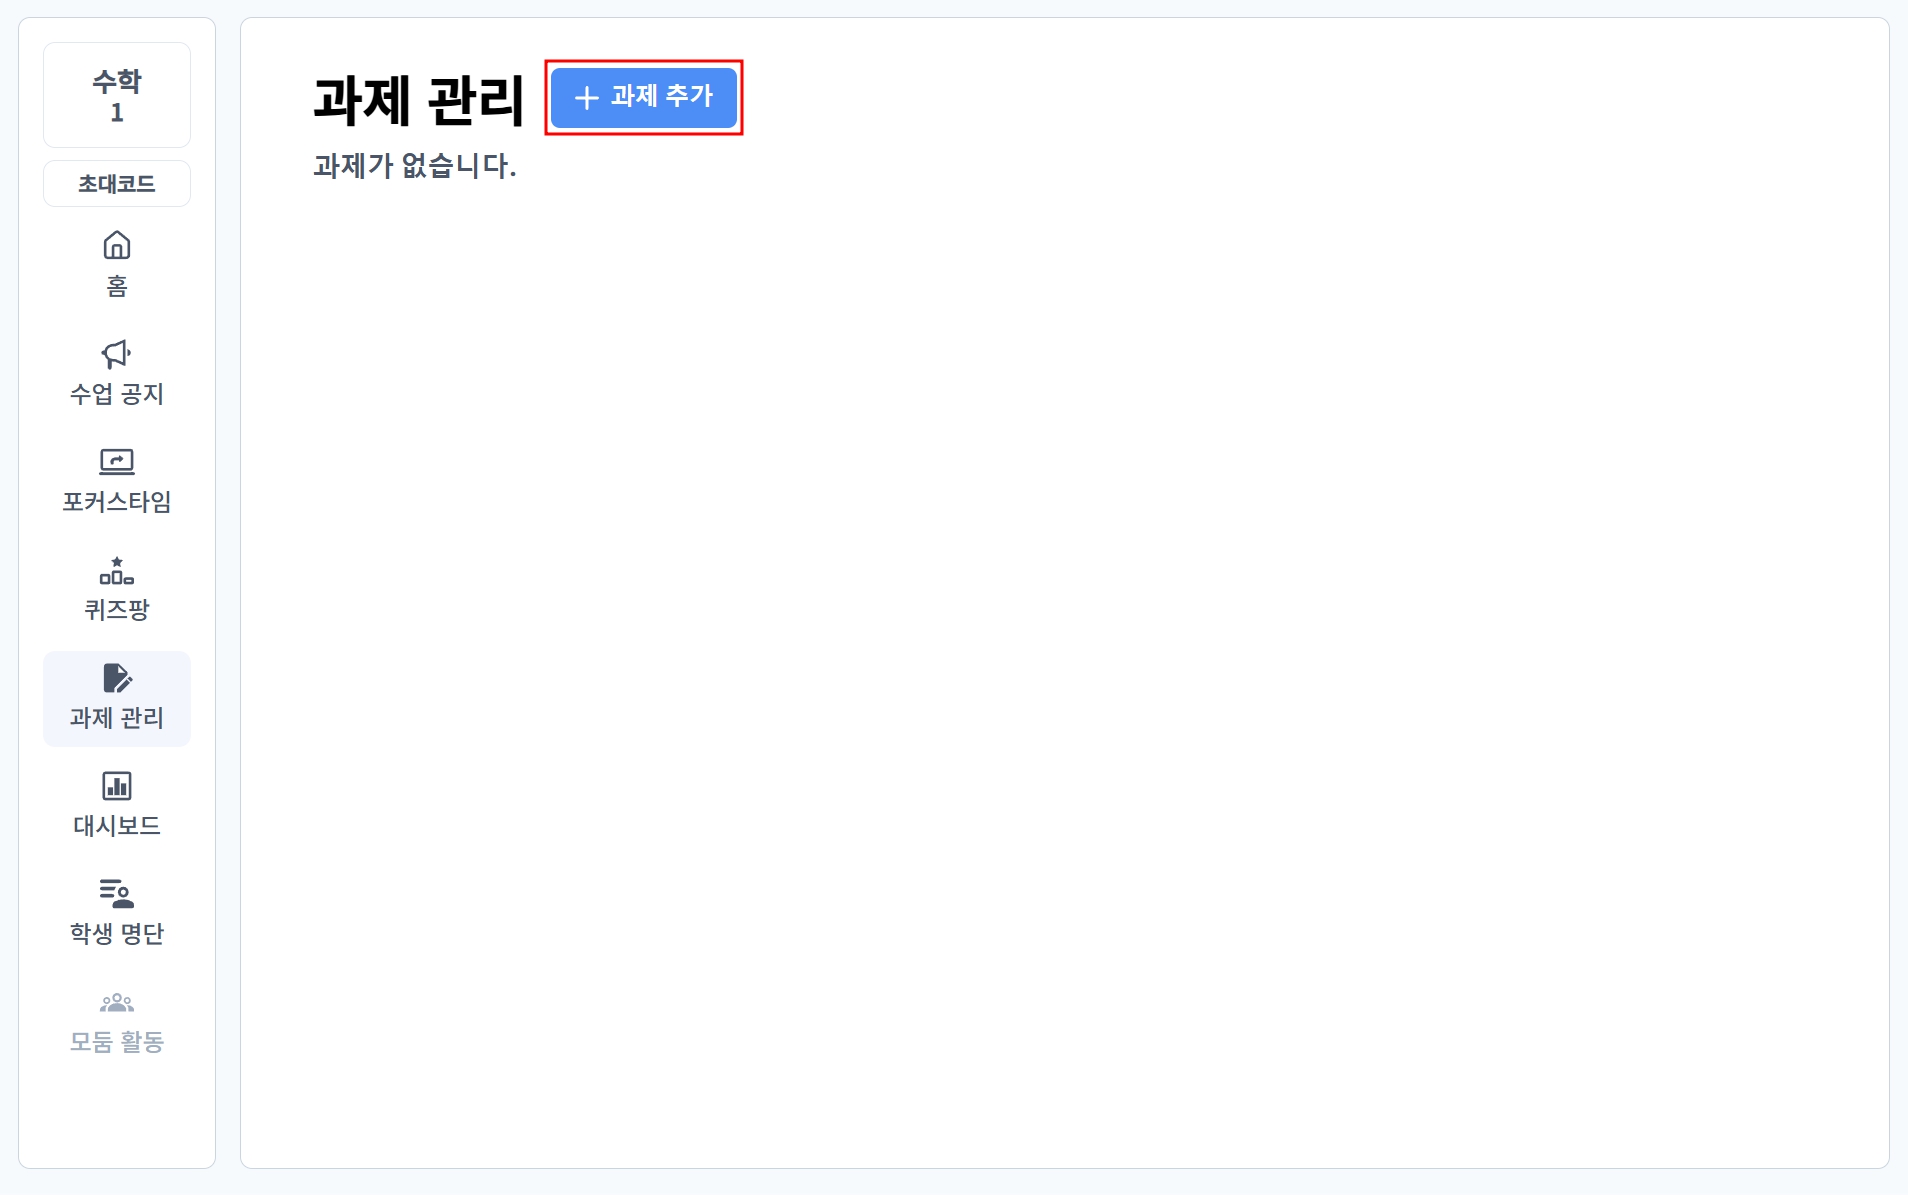 수학
1
초대코드
홈
수업 공지
포커스타임
퀴즈팡
과제 관리
대시보드
학생 명단
모둠 활동
과제 관리
과제 추가
과제가 없습니다.